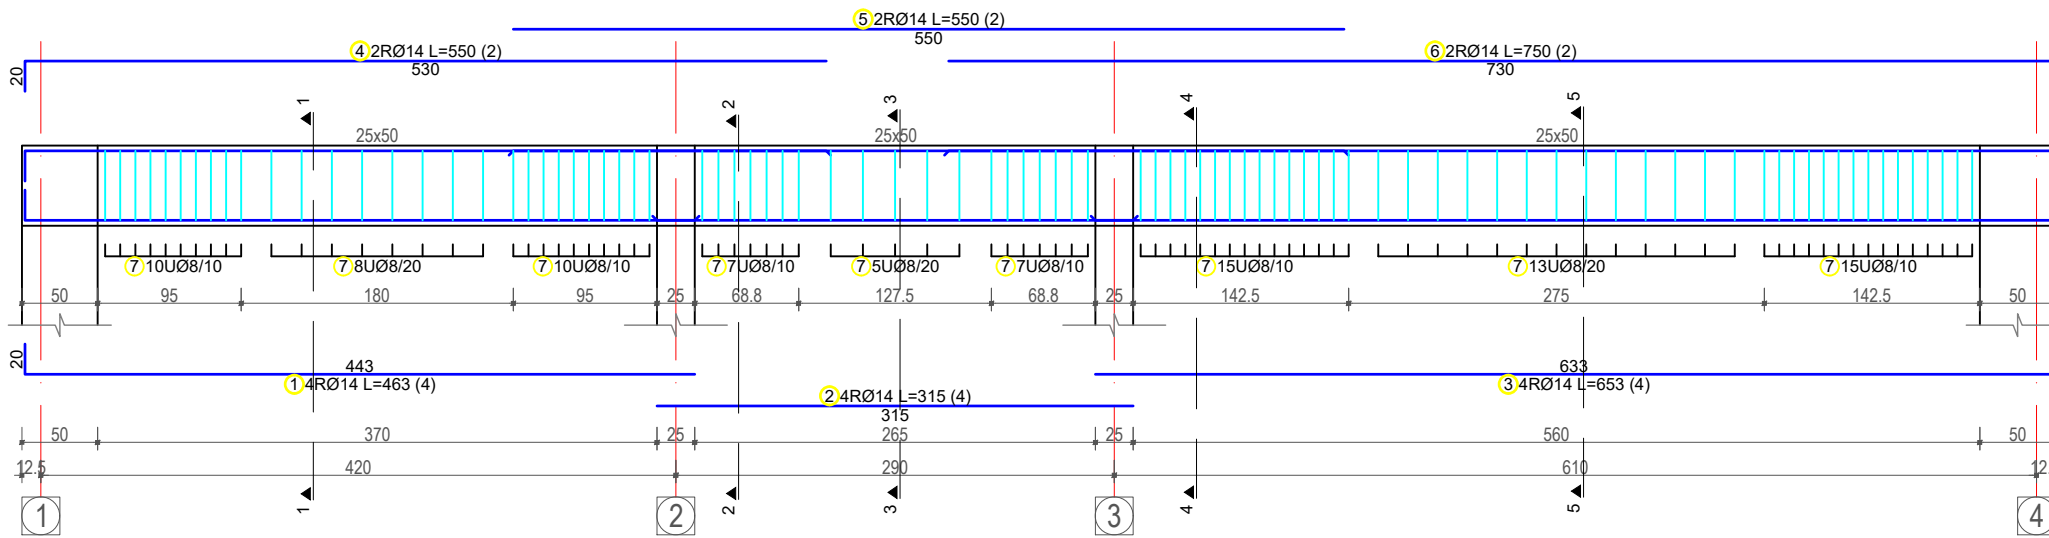 5 2RØ14 L=550 (2)
550
4 2RØ14 L=550 (2)
530
6 2RØ14 L=750 (2)
730
20
1
2
3
4
5
25x50
25x50
25x50
7 10UØ8/10
7 8UØ8/20
7 10UØ8/10
7 7UØ8/10
7 5UØ8/20
7 7UØ8/10
7 15UØ8/10
7 13UØ8/20
7 15UØ8/10
50
95
180
95
25
68.8
127.5
68.8
25
142.5
275
142.5
50
20
443
1 4RØ14 L=463 (4)
2 4RØ14 L=315 (4)
315
633
3 4RØ14 L=653 (4)
50
370
25
265
25
560
50
12.5
420
290
610
12.
1
2
3
4
5
1
2
3
4